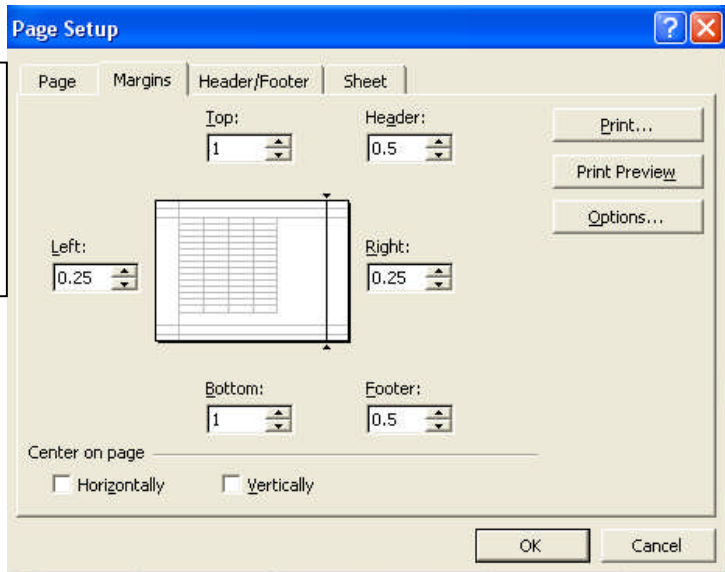 Page Setup
Page Margins Header/Footer Sheet
Top: Header:
1 0.5
Print...
Print Preview
Options...
Left: Right:
0.25 0.25
Bottom: Footer:
1 0.5
Center on page
Horizontally Vertically
OK Cancel